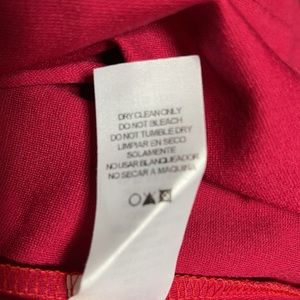 DRY CLEAN ONLY
DO NOT BLEACH
DO NOT TUMBLE DRY
LIMPIAR EN SECO
SOLAMENTE
NO USAR BLANQUEADOR
NO SECAR A MAQUINA